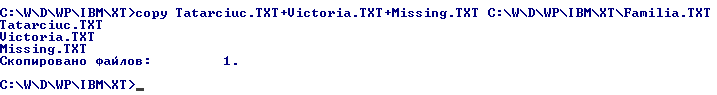 C:\W\D\WP\IBM\XT>copy Tatarciuc.TXT+Victoria.TXT+Missing.TXT C:\W\D\WP\IBM\XT\Familia.TXT
Tatarciuc.TXT
Victoria.TXT
Missing.TXT
Скопировано файлов:         1.
C:\W\D\WP\IBM\XT>_